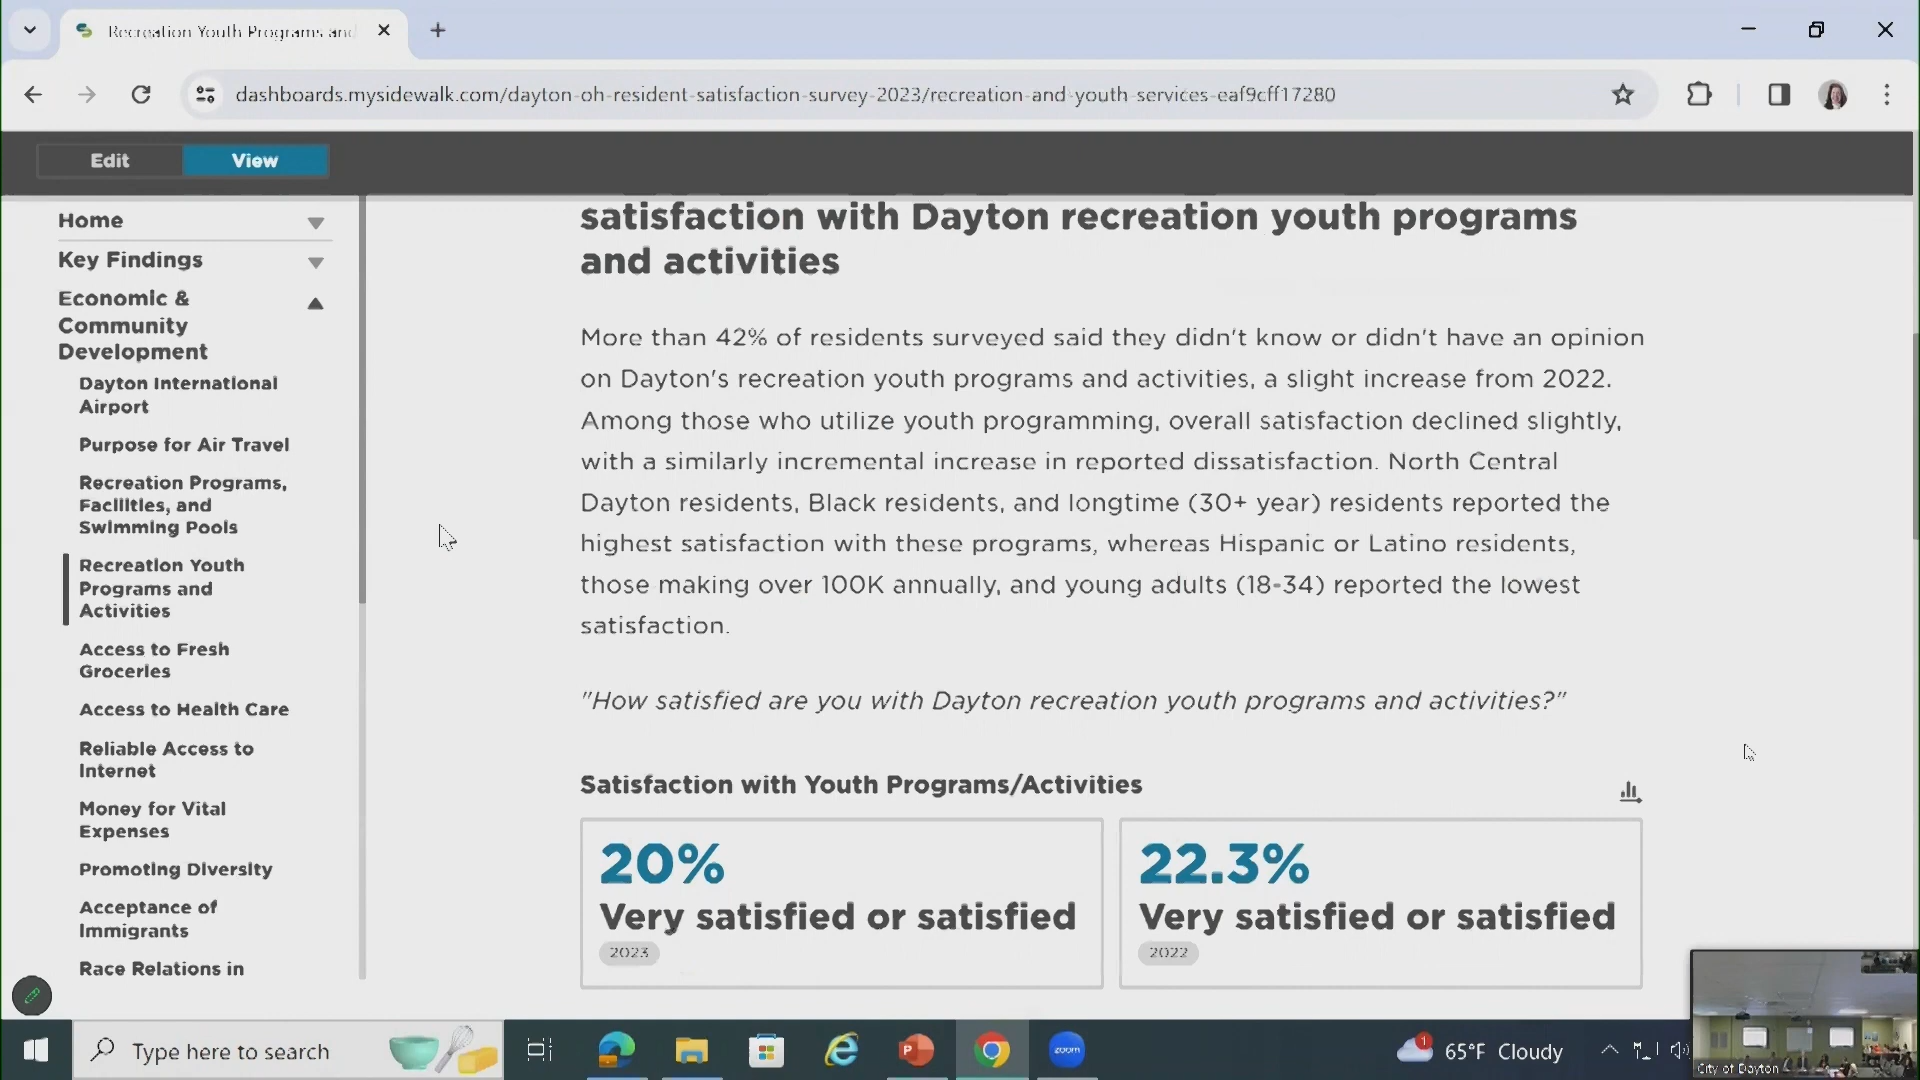 Recreation Youth Programs and
dashboards.mysidewalk.com/dayton-oh-resident-satisfaction-survey-2023/recreation-and-youth-services-eaf9cff17280
Edit
View
Home
Key Findings
Economic &
Community
Development
Dayton International
Airport
Purpose for Air Travel
Recreation Programs,
Facilities, and
Swimming Pools
Recreation Youth
Programs and
Activities
Access to Fresh
Groceries
Access to Health Care
Reliable Access to
Internet
Money for Vital
Expenses
Promoting Diversity
Acceptance of
Immigrants
Race Relations in
satisfaction with Dayton recreation youth programs
and activities
More than 42% of residents surveyed said they didn't know or didn't have an opinion
on Dayton's recreation youth programs and activities, a slight increase from 2022.
Among those who utilize youth programming, overall satisfaction declined slightly,
with a similarly incremental increase in reported dissatisfaction. North Central
Dayton residents, Black residents, and longtime (30+ year) residents reported the
highest satisfaction with these programs, whereas Hispanic or Latino residents,
those making over 100K annually, and young adults (18-34) reported the lowest
satisfaction.
"How satisfied are you with Dayton recreation youth programs and activities?"
Satisfaction with Youth Programs/Activities
20%
Very satisfied or satisfied
2023
22.3%
Very satisfied or satisfied
2022
Type here to search
zoom
1
65°F Cloudy
City of Dayton